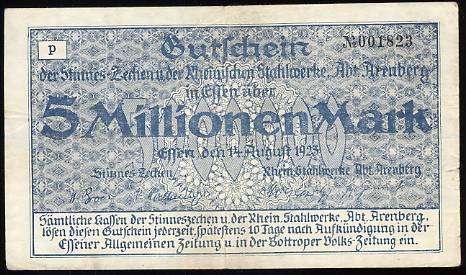 P
Gutschein
№001823
der Stinnes-Zechen u. der Rheinischen Stahlwerke, Abt. Arenberg
in Essen über
5 Millionen Mark
Essen, den 14. August 1923
Stinnes Zechen
Rhein. Stahlwerke Abt. Arenberg
Sämtliche Kassen der Stinneszechen u. der Rhein. Stahlwerke, Abt. Arenberg,
lösen diesen Gutschein jederzeit, spätestens 10 Tage nach Aufkündigung in der
Essener Allgemeinen Zeitung u. in der Bottroper Volks-Zeitung ein.